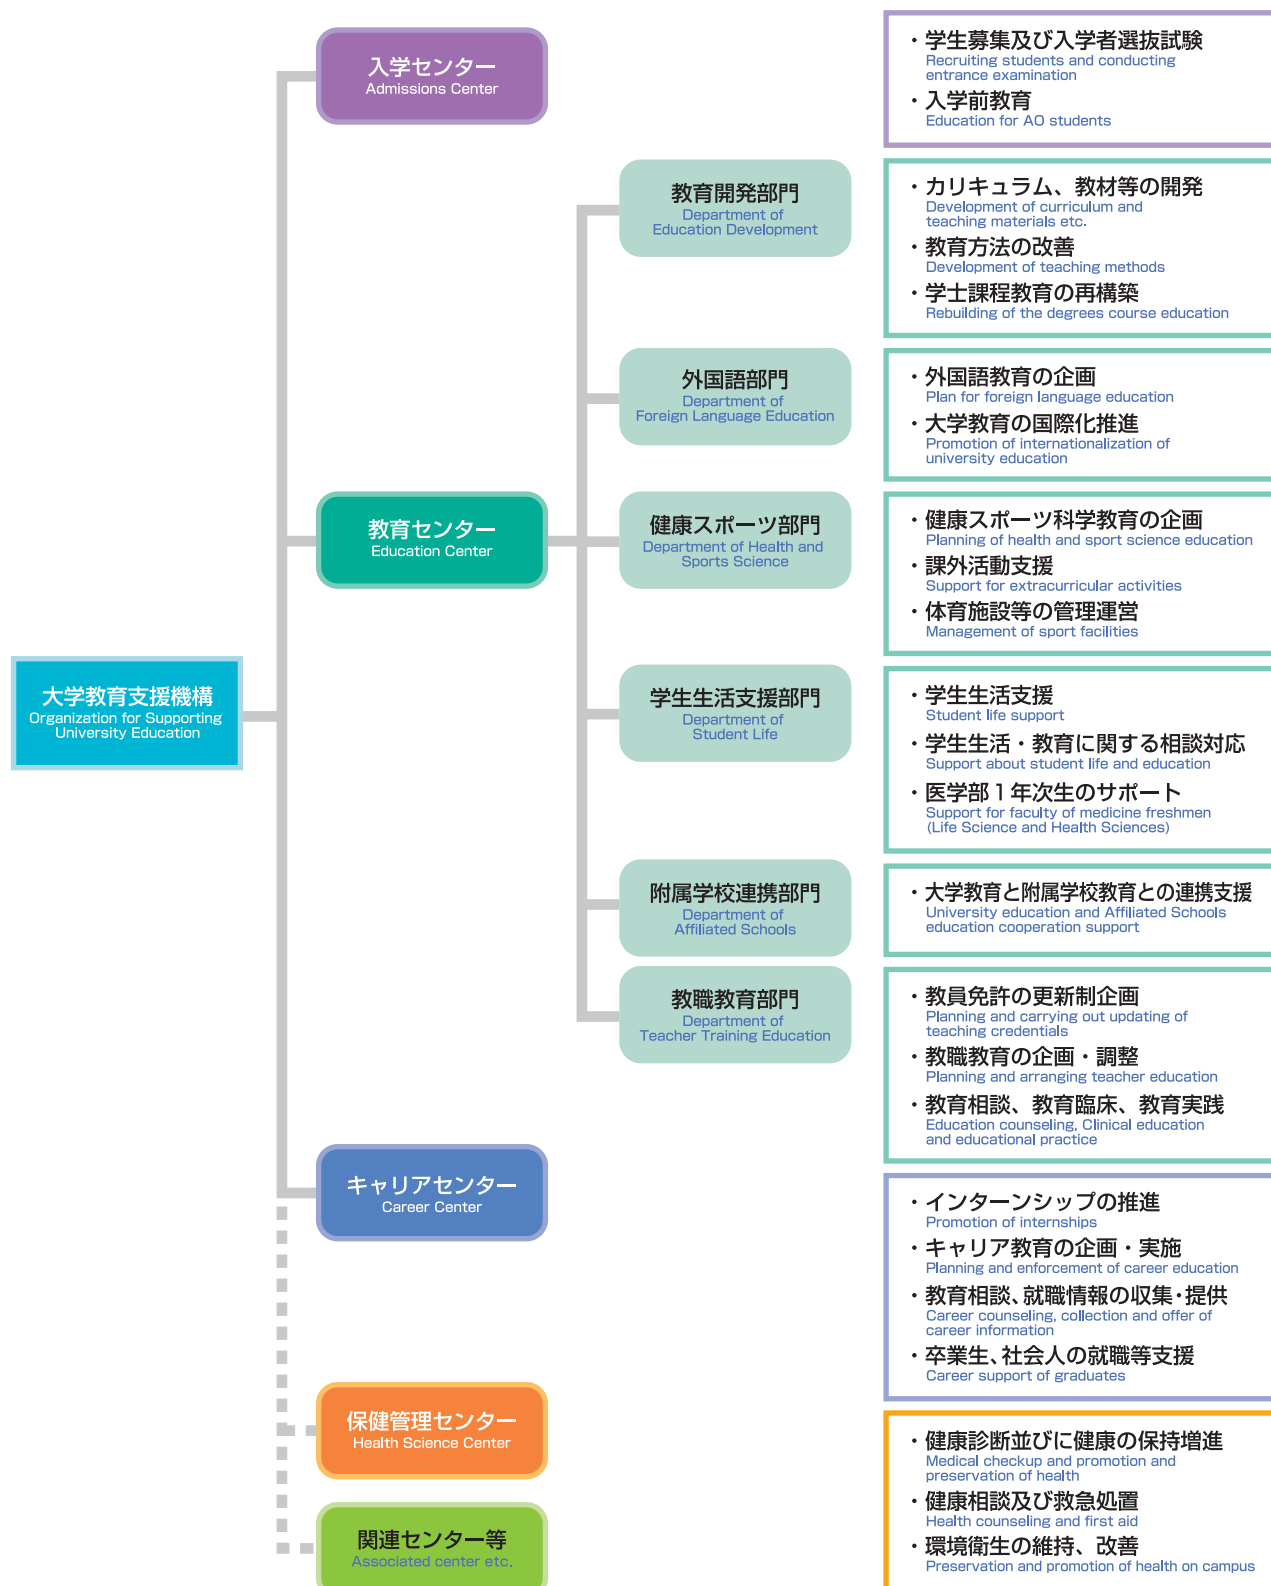 入学センター
Admissions Center
・学生募集及び入学者選抜試験
Recruiting students and conducting
entrance examination
・入学前教育
Education for AO students
教育開発部門
Department of
Education Development
・カリキュラム、教材等の開発
Development of curriculum and
teaching materials etc.
・教育方法の改善
Development of teaching methods
・学士課程教育の再構築
Rebuilding of the degrees course education
外国語部門
Department of
Foreign Language Education
・外国語教育の企画
Plan for foreign language education
・大学教育の国際化推進
Promotion of internationalization of
university education
教育センター
Education Center
健康スポーツ部門
Department of Health and
Sports Science
・健康スポーツ科学教育の企画
Planning of health and sport science education
・課外活動支援
Support for extracurricular activities
・体育施設等の管理運営
Management of sport facilities
大学教育支援機構
Organization for Supporting
University Education
学生生活支援部門
Department of
Student Life
・学生生活支援
Student life support
・学生生活・教育に関する相談対応
Support about student life and education
・医学部１年次生のサポート
Support for faculty of medicine freshmen
(Life Science and Health Sciences)
附属学校連携部門
Department of
Affiliated Schools
・大学教育と附属学校教育との連携支援
University education and Affiliated Schools
education cooperation support
教職教育部門
Department of
Teacher Training Education
・教員免許の更新制企画
Planning and carrying out updating of
teaching credentials
・教職教育の企画・調整
Planning and arranging teacher education
・教育相談、教育臨床、教育実践
Education counseling, Clinical education
and educational practice
キャリアセンター
Career Center
・インターンシップの推進
Promotion of internships
・キャリア教育の企画・実施
Planning and enforcement of career education
・教育相談、就職情報の収集・提供
Career counseling, collection and offer of
career information
・卒業生、社会人の就職等支援
Career support of graduates
保健管理センター
Health Science Center
・健康診断並びに健康の保持増進
Medical checkup and promotion and
preservation of health
・健康相談及び救急処置
Health counseling and first aid
・環境衛生の維持、改善
Preservation and promotion of health on campus
関連センター等
Associated center etc.